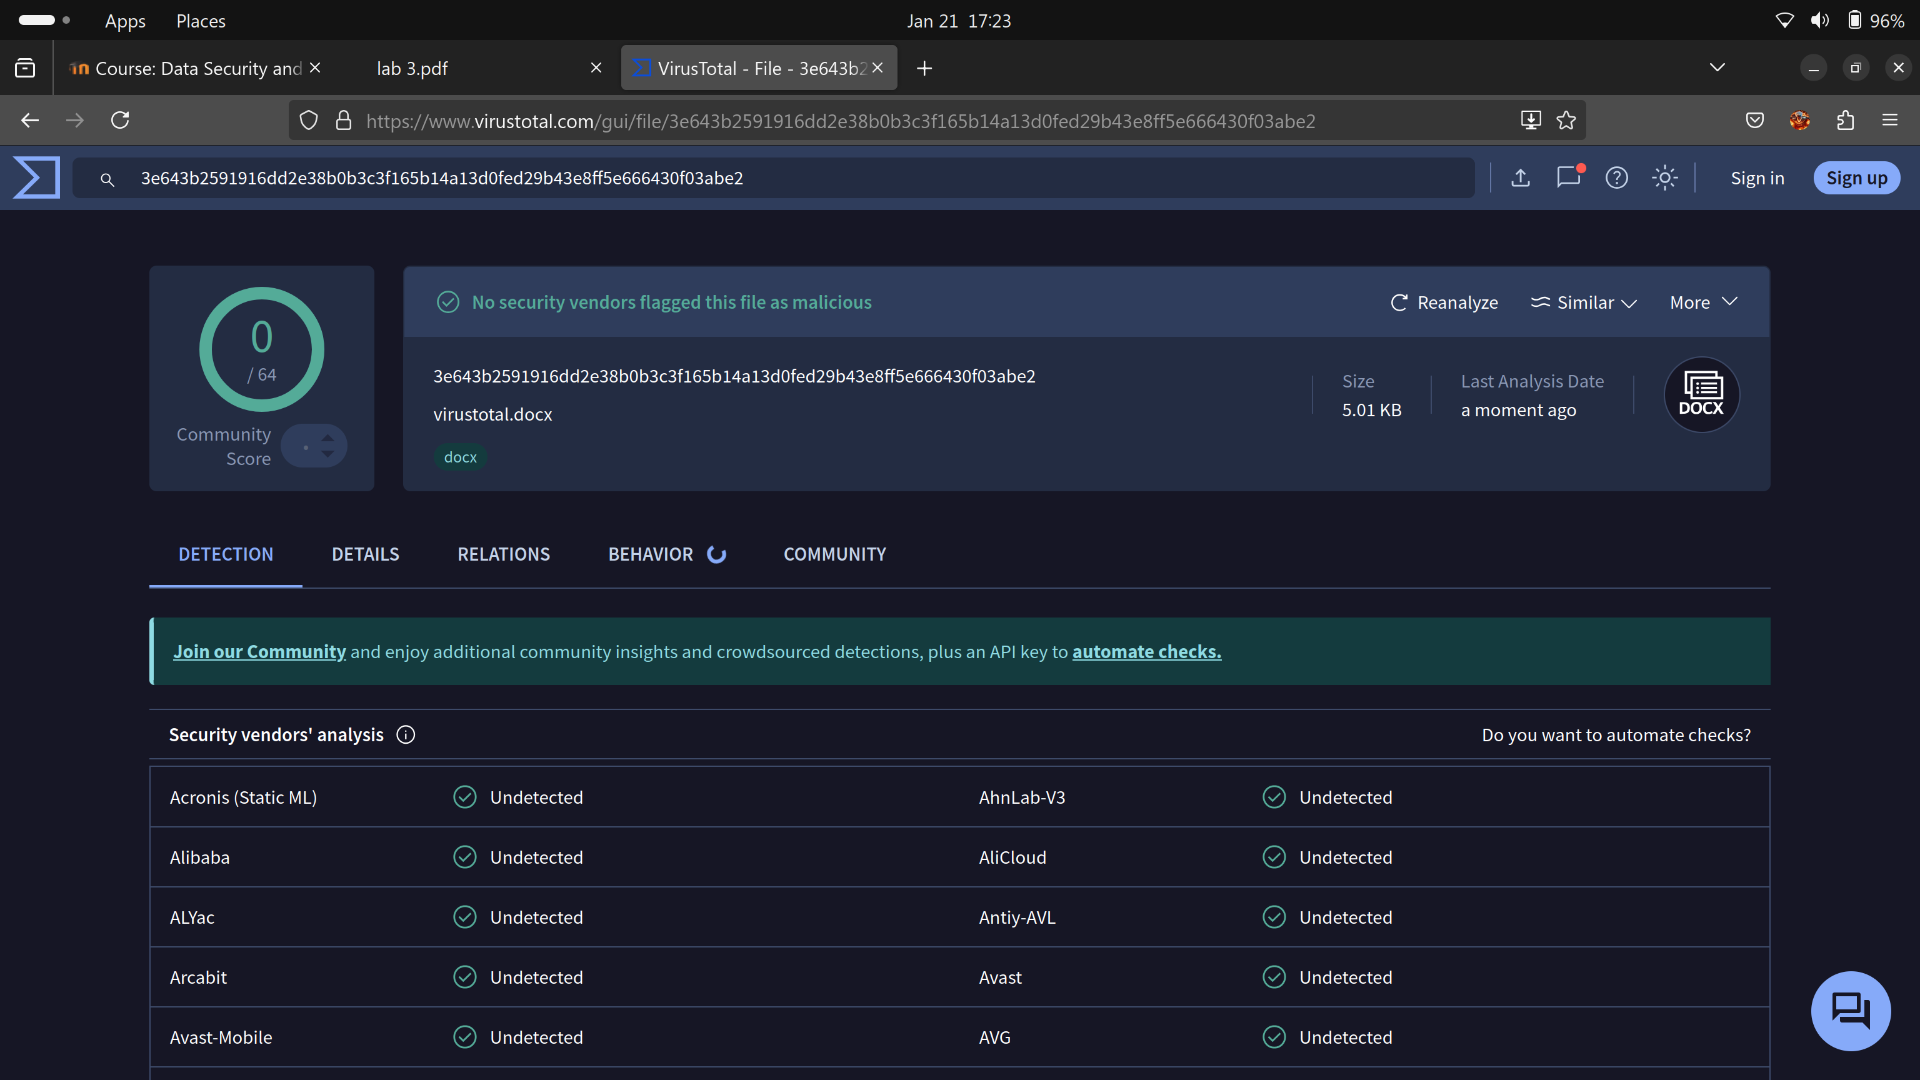 Apps Places Jan 21 17:23 96%
Course: Data Security and lab 3.pdf VirusTotal - File - 3e643b2
https://www.virustotal.com/gui/file/3e643b2591916dd2e38b0b3c3f165b14a13d0fed29b43e8ff5e666430f03abe2
3e643b2591916dd2e38b0b3c3f165b14a13d0fed29b43e8ff5e666430f03abe2 Sign in Sign up
0
/ 64
Community
Score
No security vendors flagged this file as malicious Reanalyze Similar More
3e643b2591916dd2e38b0b3c3f165b14a13d0fed29b43e8ff5e666430f03abe2
virustotal.docx
docx
Size
5.01 KB
Last Analysis Date
a moment ago
DOCX
DETECTION DETAILS RELATIONS BEHAVIOR COMMUNITY
Join our Community and enjoy additional community insights and crowdsourced detections, plus an API key to automate checks.
Security vendors' analysis Do you want to automate checks?
Acronis (Static ML) Undetected AhnLab-V3 Undetected
Alibaba Undetected AliCloud Undetected
ALYac Undetected Antiy-AVL Undetected
Arcabit Undetected Avast Undetected
Avast-Mobile Undetected AVG Undetected